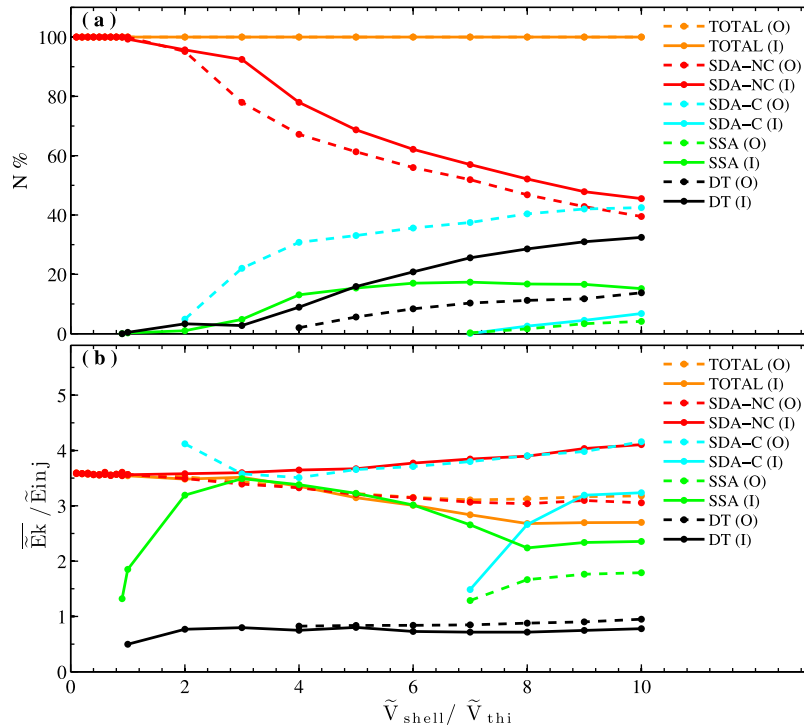 ( a )
100
80
60
40
20
0
N %
TOTAL (O)
TOTAL (I)
SDA−NC (O)
SDA−NC (I)
SDA−C (O)
SDA−C (I)
SSA (O)
SSA (I)
DT (O)
DT (I)
( b )
5
4
3
2
1
0
Ẽk / Ẽinj
TOTAL (O)
TOTAL (I)
SDA−NC (O)
SDA−NC (I)
SDA−C (O)
SDA−C (I)
SSA (O)
SSA (I)
DT (O)
DT (I)
0 2 4 6 8 10
Ṽ shell / Ṽ thi